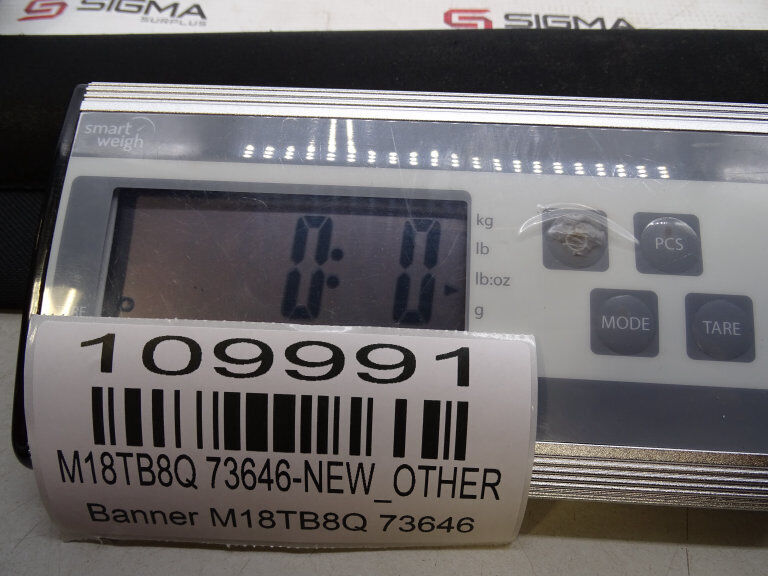 SIGMA
SURPLUS
SIGMA
SURPLUS
smart
weigh
0: 0
kg
lb
lb:oz
g
PCS
MODE
TARE
109991
M18TB8Q 73646-NEW_OTHER
Banner M18TB8Q 73646